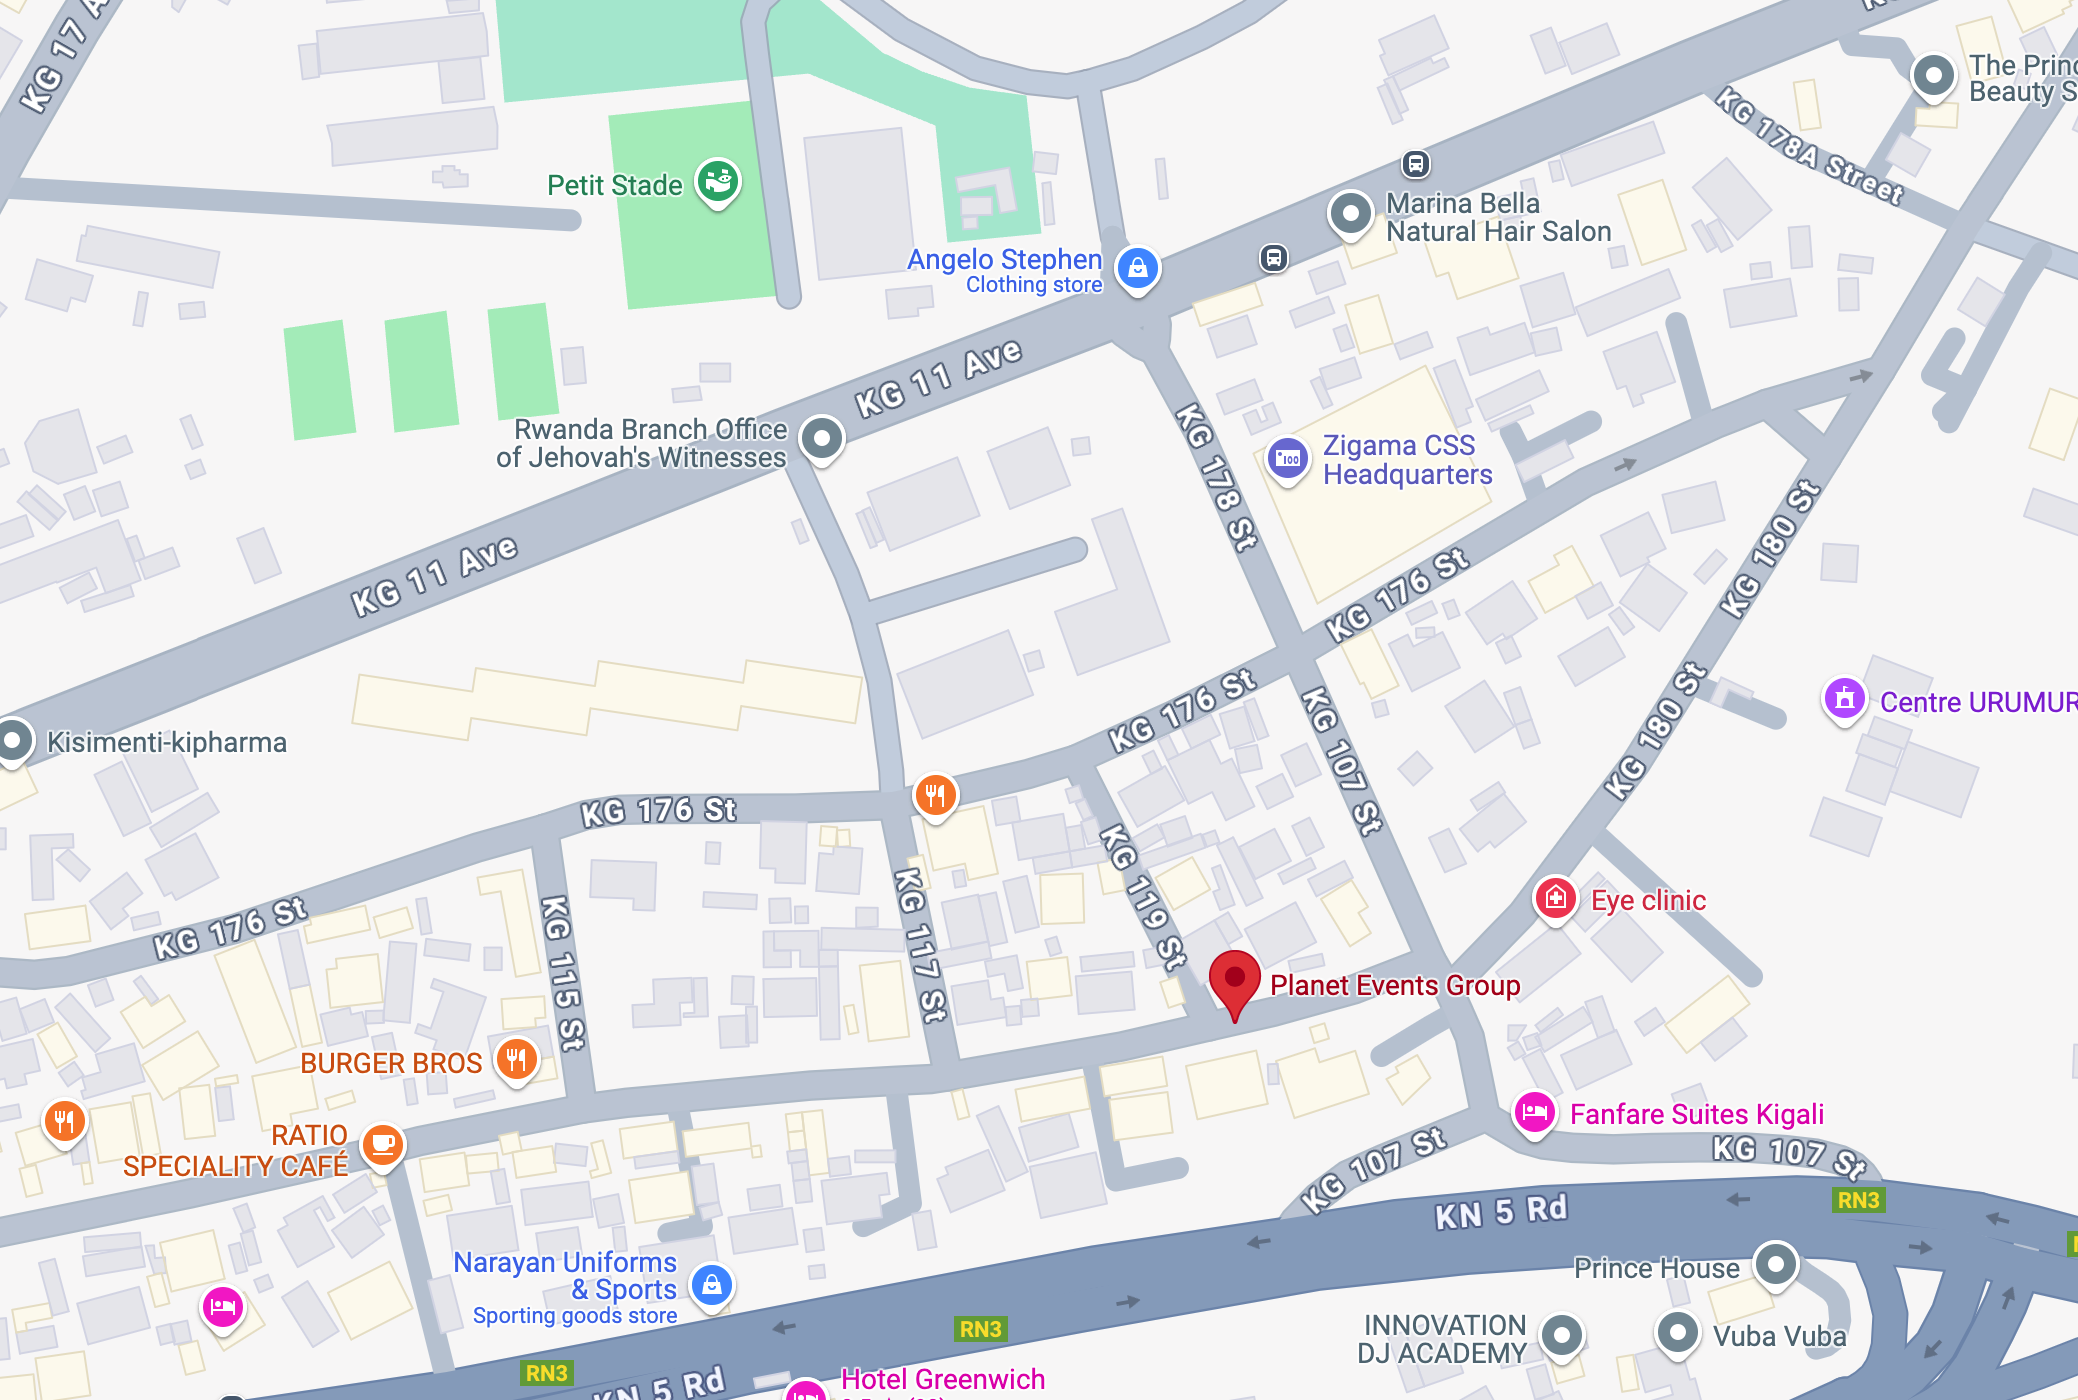 KG 17 A
The Princ
Beauty S
KG 178A Street
Petit Stade
Marina Bella
Natural Hair Salon
Angelo Stephen
Clothing store
KG 11 Ave
Rwanda Branch Office
of Jehovah's Witnesses
KG 178 St
Zigama CSS
Headquarters
KG 11 Ave
KG 176 St
KG 180 St
KG 176 St
KG 180 St
Centre URUMUR
Kisimenti-kipharma
KG 107 St
KG 176 St
KG 176 St
KG 115 St
KG 117 St
KG 119 St
Eye clinic
Planet Events Group
BURGER BROS
RATIO
SPECIALITY CAFÉ
Fanfare Suites Kigali
KG 107 St
KG 107 St
KN 5 Rd
RN3
Narayan Uniforms
& Sports
Sporting goods store
Prince House
INNOVATION
DJ ACADEMY
Vuba Vuba
RN3
RN3
KN 5 Rd
Hotel Greenwich